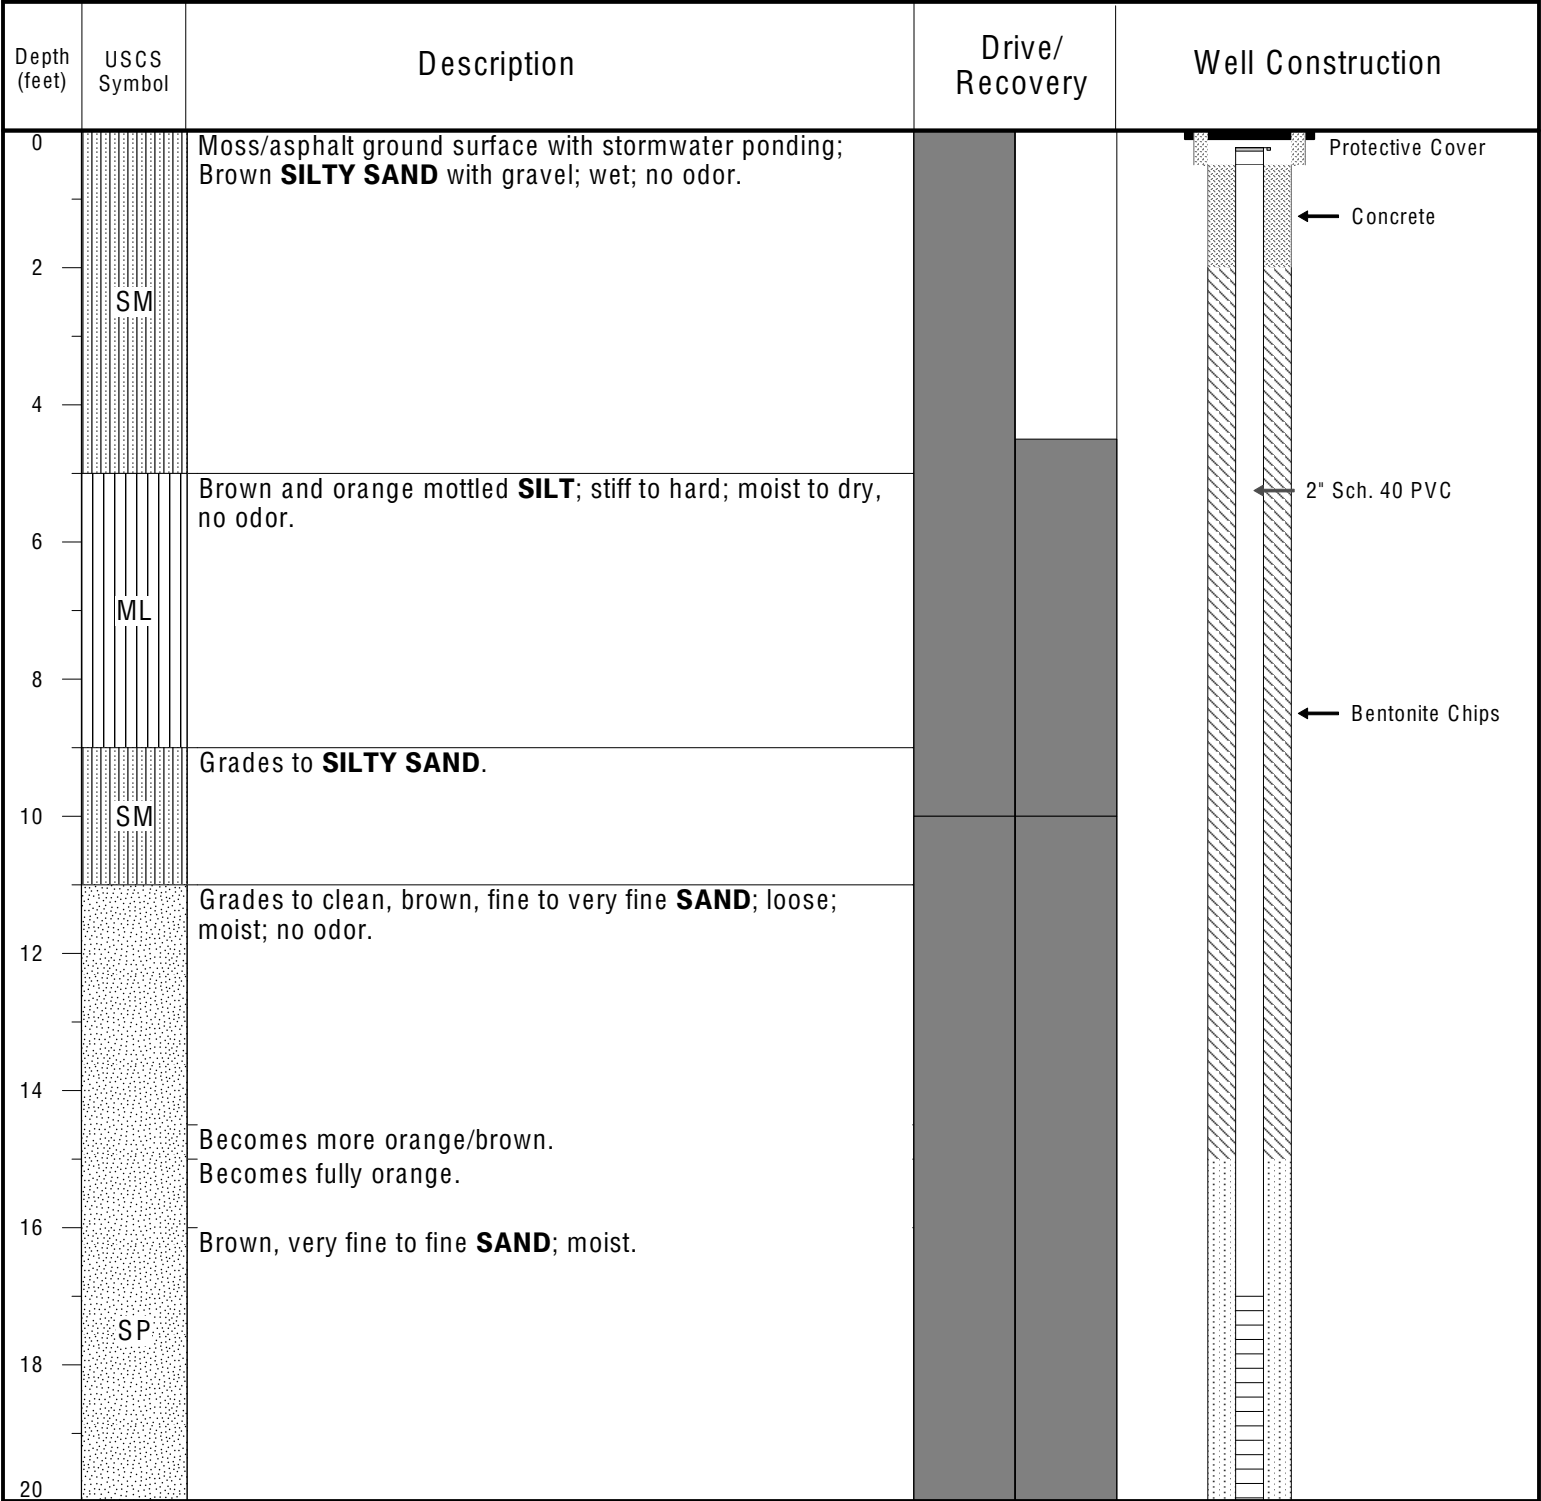 Depth
(feet)
USCS
Symbol
Description
Drive/
Recovery
Well Construction
0
Moss/asphalt ground surface with stormwater ponding;
Brown SILTY SAND with gravel; wet; no odor.
Protective Cover
Concrete
2
SM
4
Brown and orange mottled SILT; stiff to hard; moist to dry,
no odor.
2" Sch. 40 PVC
6
ML
8
Bentonite Chips
Grades to SILTY SAND.
10
SM
Grades to clean, brown, fine to very fine SAND; loose;
moist; no odor.
12
14
Becomes more orange/brown.
Becomes fully orange.
16
Brown, very fine to fine SAND; moist.
SP
18
20